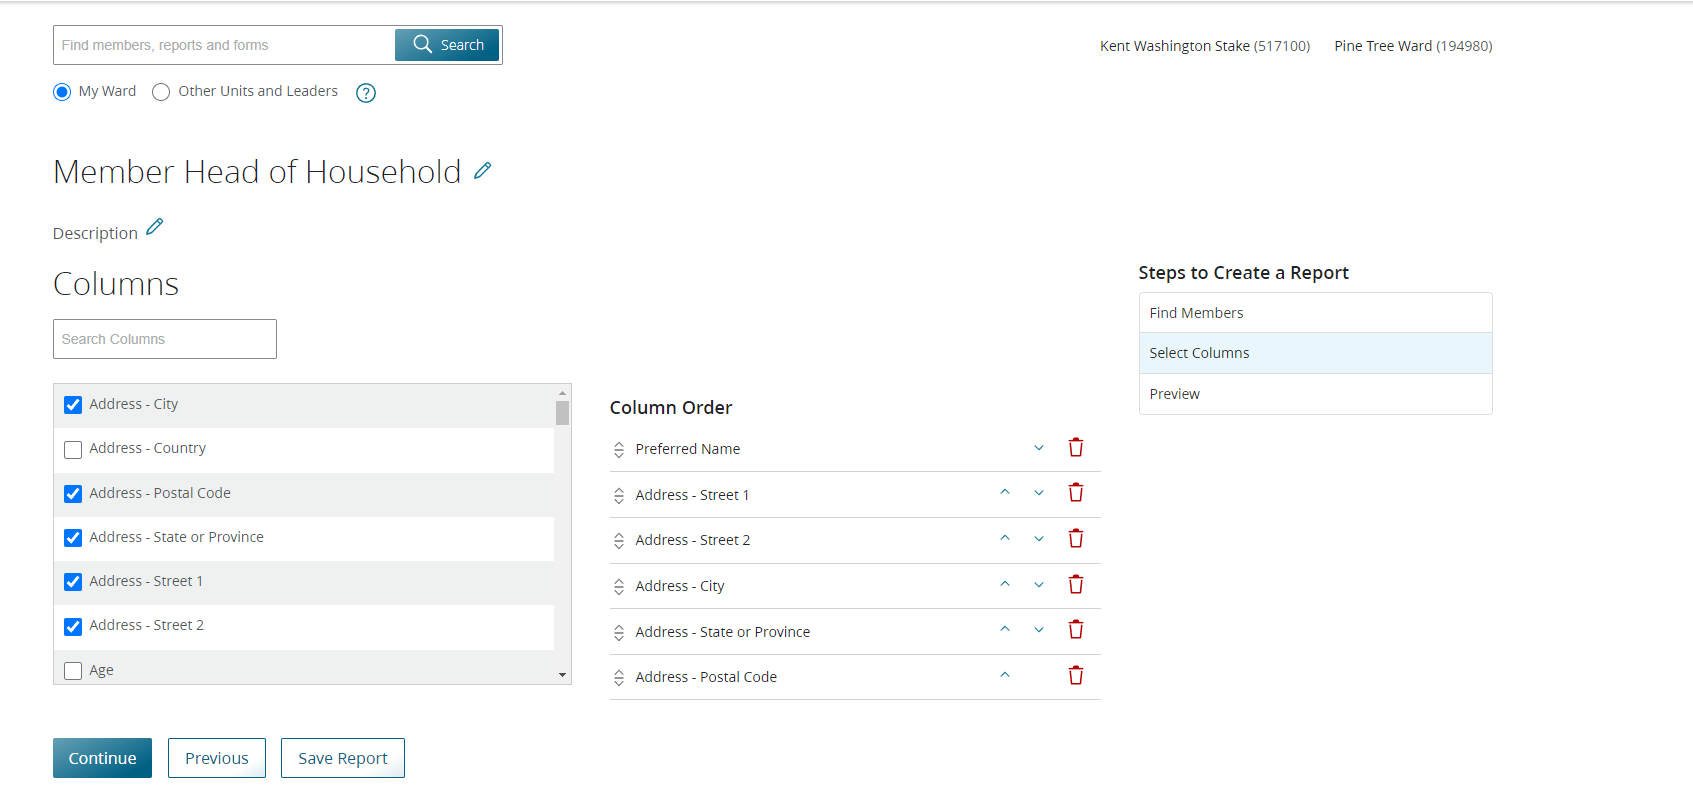 Find members, reports and forms
Search
Kent Washington Stake (517100)
Pine Tree Ward (194980)
My Ward
Other Units and Leaders
?
Member Head of Household
Description
Columns
Search Columns
Address - City
Address - Country
Address - Postal Code
Address - State or Province
Address - Street 1
Address - Street 2
Age
Column Order
Preferred Name
Address - Street 1
Address - Street 2
Address - City
Address - State or Province
Address - Postal Code
Steps to Create a Report
Find Members
Select Columns
Preview
Continue
Previous
Save Report